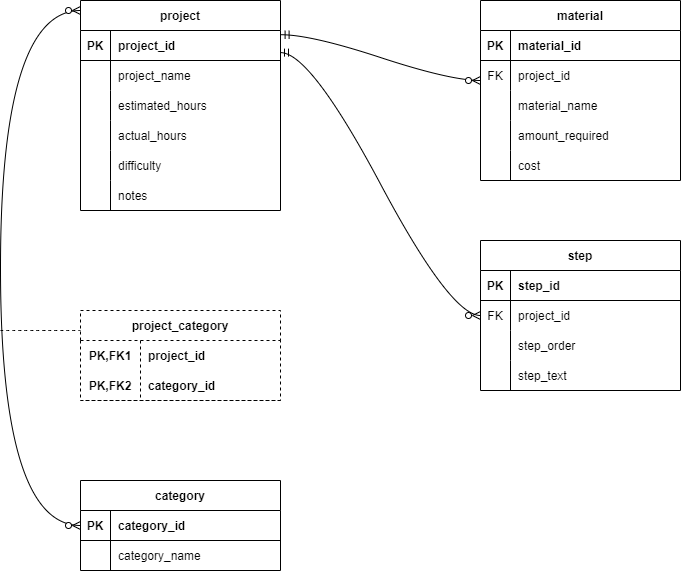 project
PK project_id
project_name
estimated_hours
actual_hours
difficulty
notes
material
PK material_id
FK project_id
material_name
amount_required
cost
step
PK step_id
FK project_id
step_order
step_text
project_category
PK,FK1 project_id
PK,FK2 category_id
category
PK category_id
category_name